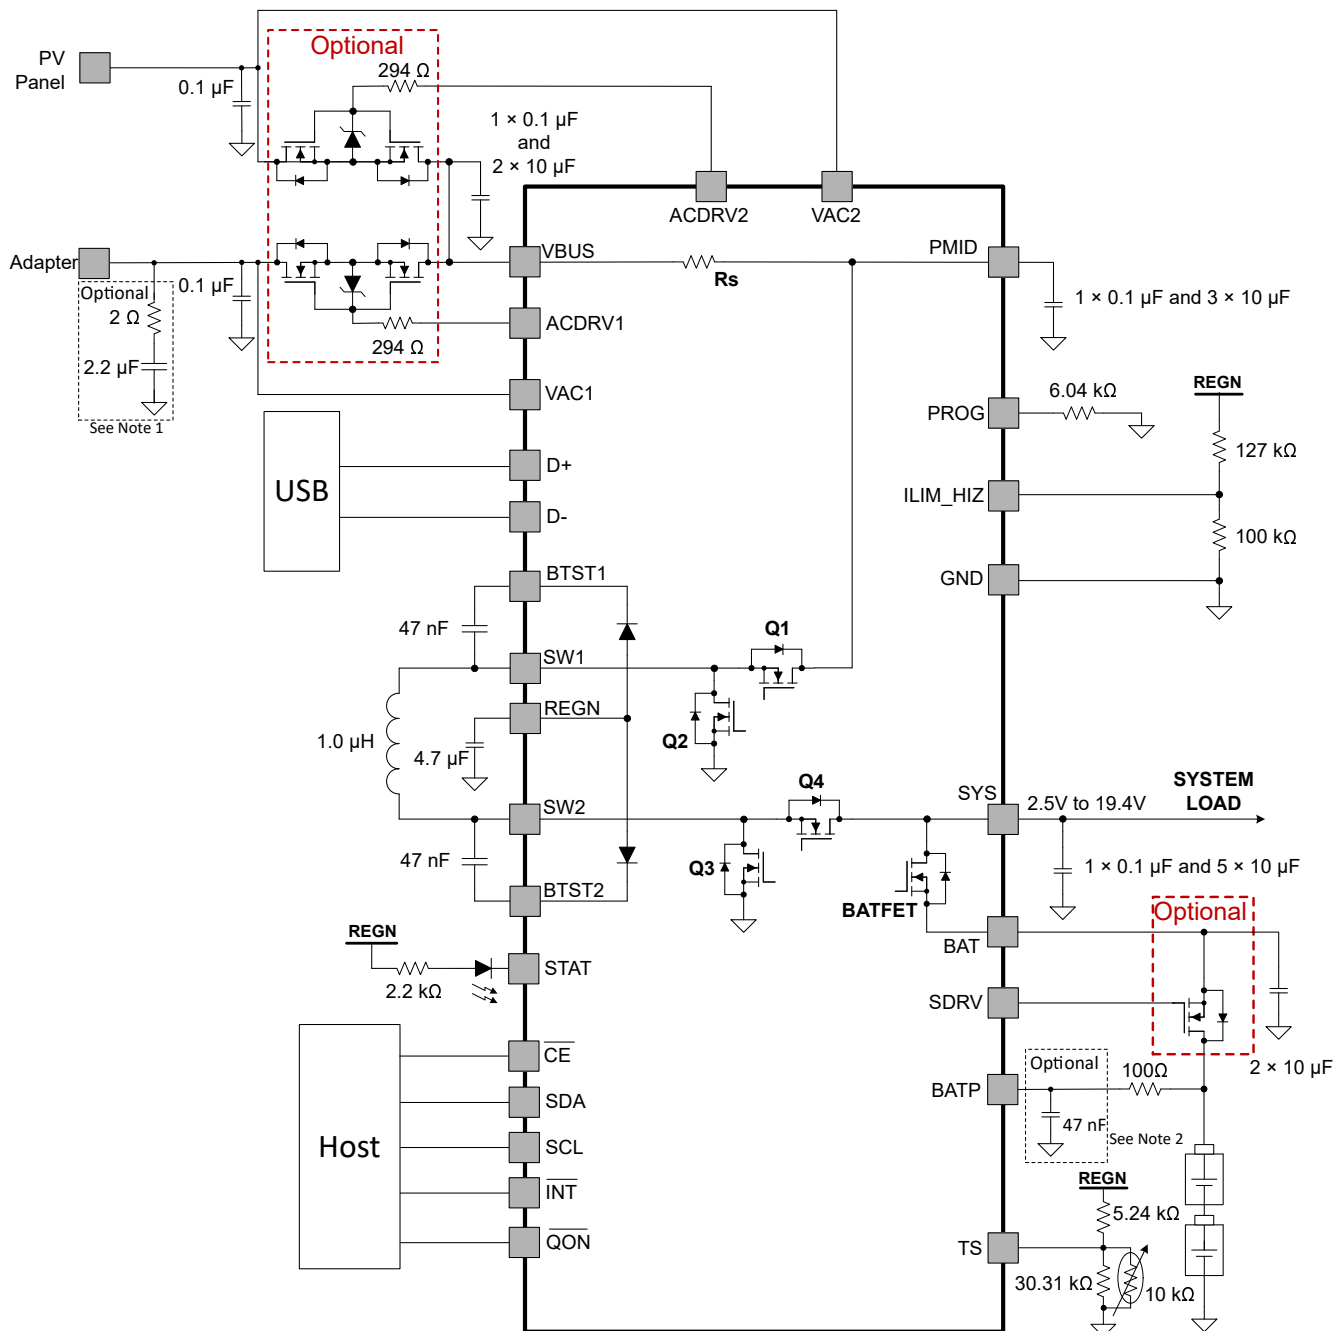 PV
Panel
0.1 µF
Optional
294 Ω
1 × 0.1 µF
and
2 × 10 µF
ACDRV2
VAC2
Adapter
Optional
2 Ω
2.2 µF
See Note 1
0.1 µF
294 Ω
VBUS
Rs
PMID
1 × 0.1 µF and 3 × 10 µF
ACDRV1
VAC1
PROG
6.04 kΩ
REGN
127 kΩ
ILIM_HIZ
100 kΩ
GND
USB
D+
D-
BTST1
47 nF
SW1
Q1
REGN
1.0 µH
4.7 µF
Q2
SW2
Q4
SYS
2.5V to 19.4V
SYSTEM
LOAD
47 nF
Q3
BTST2
BATFET
1 × 0.1 µF and 5 × 10 µF
Optional
BAT
REGN
2.2 kΩ
STAT
SDRV
2 × 10 µF
Host
CE
SDA
SCL
INT
QON
BATP
Optional
47 nF
100Ω
See Note 2
REGN
5.24 kΩ
TS
30.31 kΩ
10 kΩ